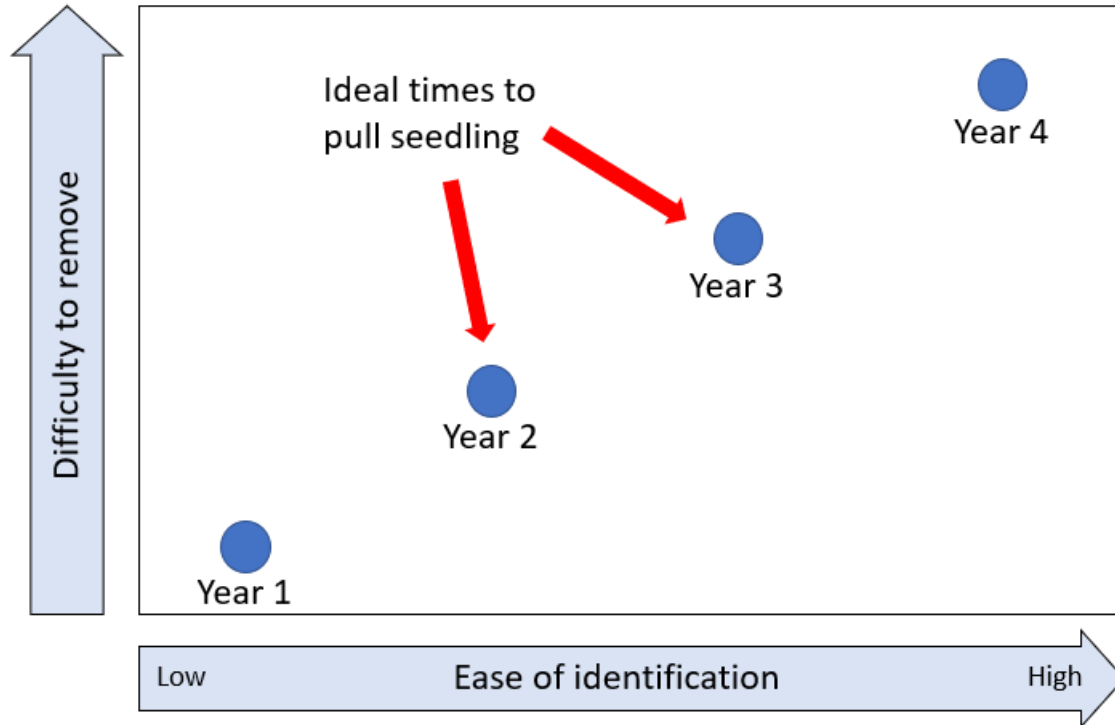 Difficulty to remove
Ideal times to
pull seedling
Year 4
Year 3
Year 2
Year 1
Low
Ease of identification
High